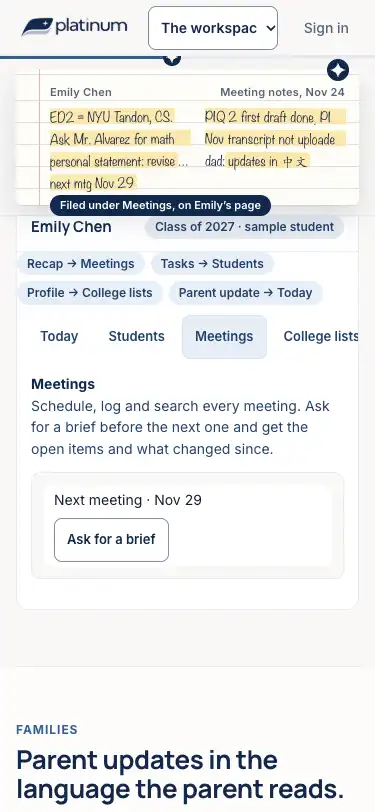 platinum
The workspac
Sign in
Emily Chen
Meeting notes, Nov 24
ED2 = NYU Tandon, CS.
Ask Mr. Alvarez for math
personal statement: revise ...
next mtg Nov 29
PIQ 2 first draft done, PI
Nov transcript not uploade
dad: updates in 中文
Filed under Meetings, on Emily's page
Emily Chen
Class of 2027 · sample student
Recap → Meetings
Tasks → Students
Profile → College lists
Parent update → Today
Today
Students
Meetings
College lists
Meetings
Schedule, log and search every meeting. Ask
for a brief before the next one and get the
open items and what changed since.
Next meeting · Nov 29
Ask for a brief
FAMILIES
Parent updates in the
language the parent reads.